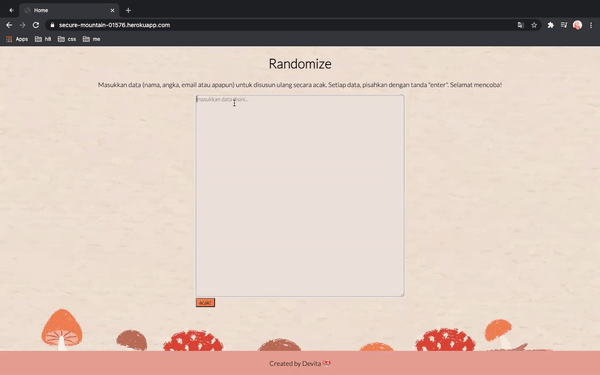 Home
secure-mountain-01576.herokuapp.com
Apps h8 css me
Randomize
Masukkan data (nama, angka, email atau apapun) untuk disusun ulang secara acak. Setiap data, pisahkan dengan tanda "enter". Selamat mencoba!
masukkan data
acak!
Created by Devita